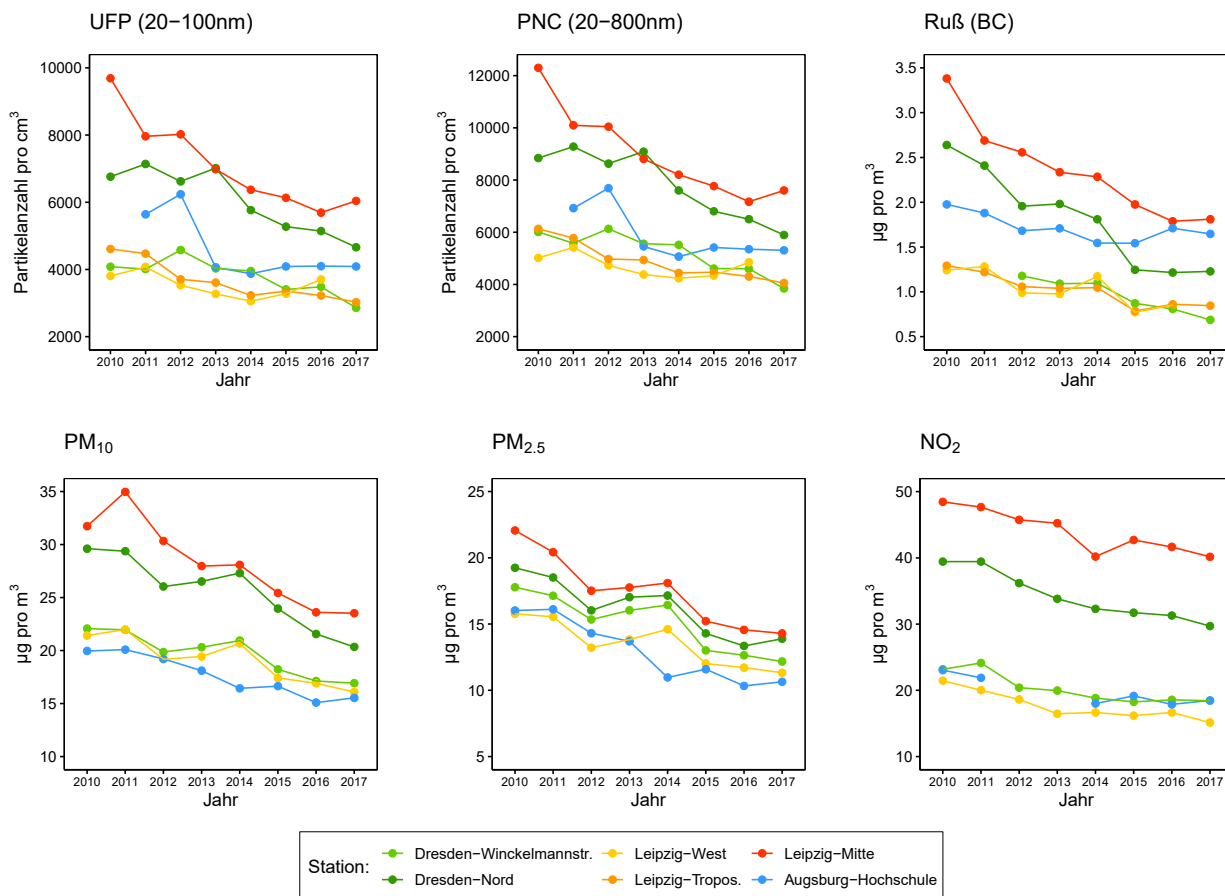 UFP (20−100nm)
Partikelanzahl pro cm³
10000
8000
6000
4000
2000
2010 2011 2012 2013 2014 2015 2016 2017
Jahr
PNC (20−800nm)
Partikelanzahl pro cm³
12000
10000
8000
6000
4000
2000
2010 2011 2012 2013 2014 2015 2016 2017
Jahr
Ruß (BC)
µg pro m³
3.5
3.0
2.5
2.0
1.5
1.0
0.5
2010 2011 2012 2013 2014 2015 2016 2017
Jahr
PM₁₀
µg pro m³
35
30
25
20
15
10
2010 2011 2012 2013 2014 2015 2016 2017
Jahr
PM₂.₅
µg pro m³
25
20
15
10
5
2010 2011 2012 2013 2014 2015 2016 2017
Jahr
NO₂
µg pro m³
50
40
30
20
10
2010 2011 2012 2013 2014 2015 2016 2017
Jahr
Station:
Dresden−Winckelmannstr. Leipzig−West Leipzig−Mitte
Dresden−Nord Leipzig−Tropos. Augsburg−Hochschule